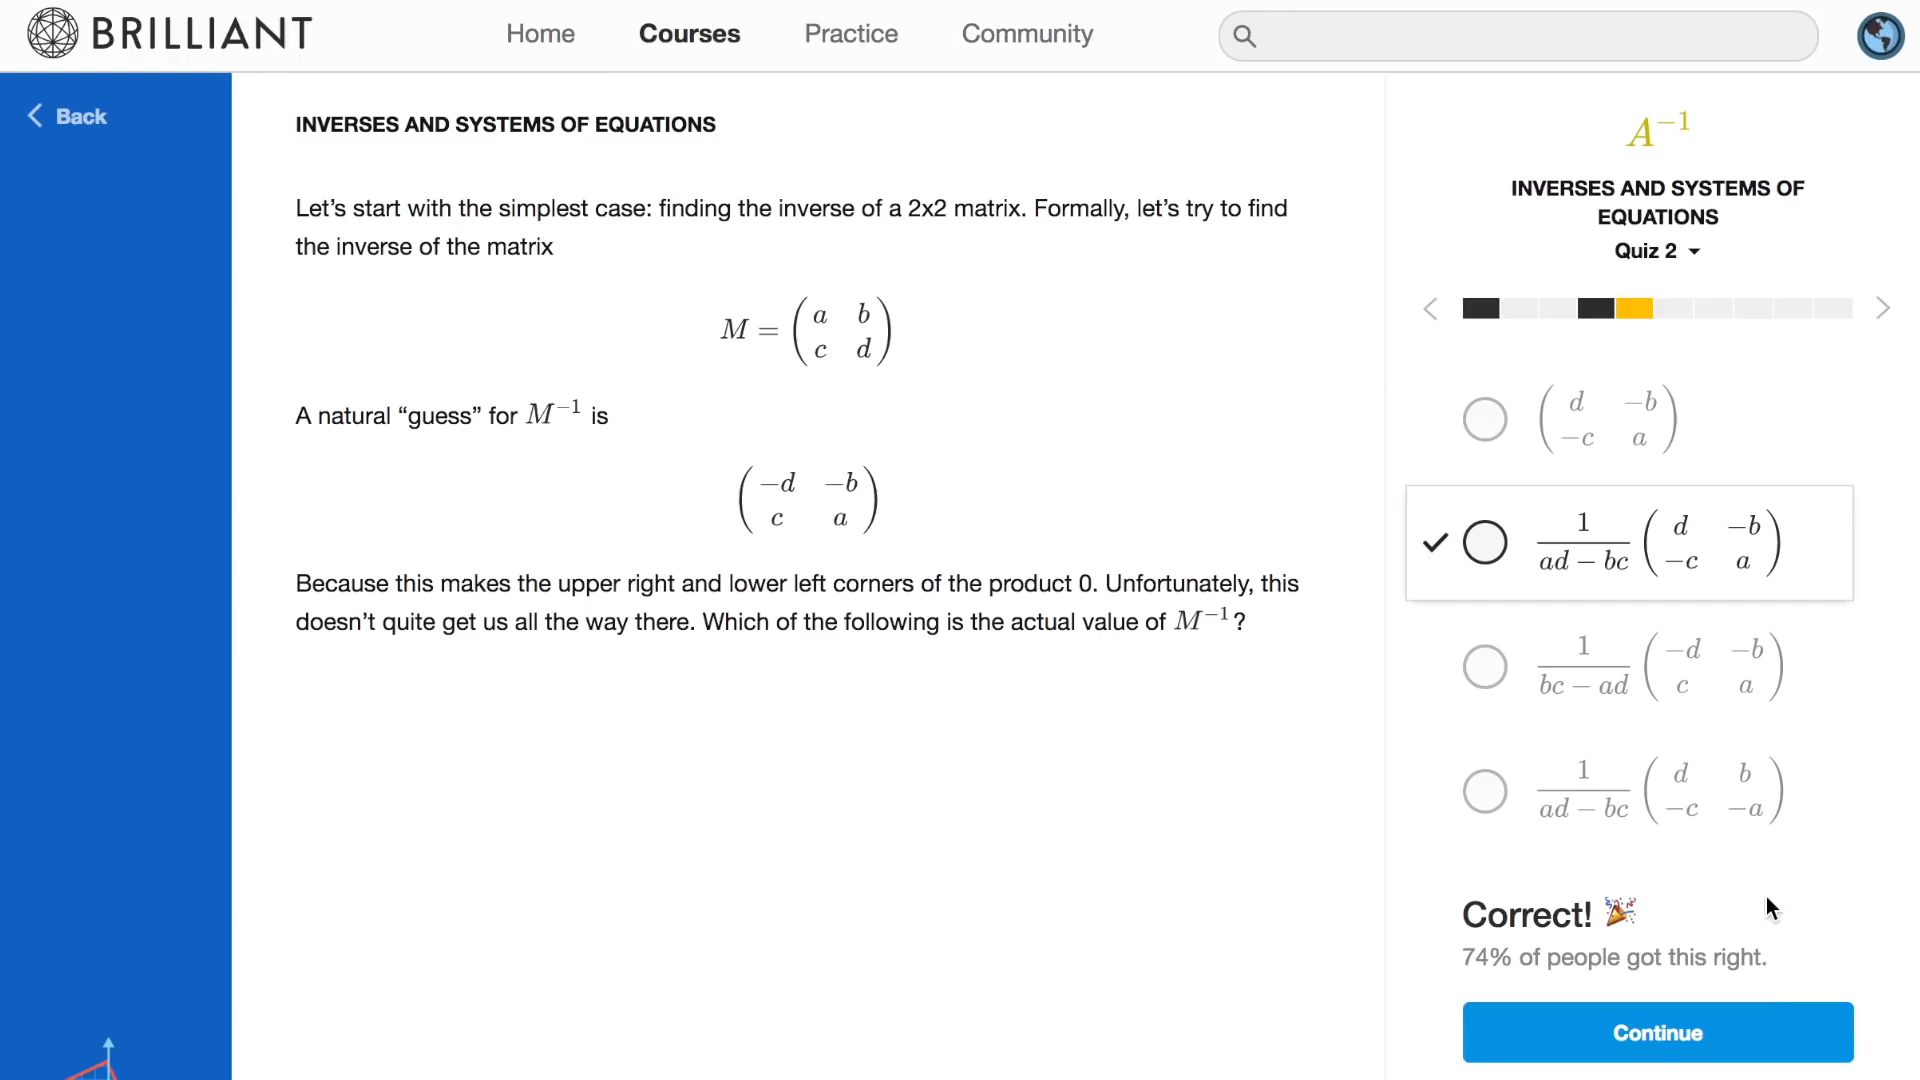 BRILLIANT
Home Courses Practice Community
Back
INVERSES AND SYSTEMS OF EQUATIONS
Let’s start with the simplest case: finding the inverse of a 2x2 matrix. Formally, let’s try to find
the inverse of the matrix
M = ( a b
c d )
A natural “guess” for M⁻¹ is
( −d −b
c a )
Because this makes the upper right and lower left corners of the product 0. Unfortunately, this
doesn’t quite get us all the way there. Which of the following is the actual value of M⁻¹?
A⁻¹
INVERSES AND SYSTEMS OF
EQUATIONS
Quiz 2
( d −b
−c a )
1 ( d −b
ad − bc −c a )
1 ( −d −b
bc − ad c a )
1 ( d b
ad − bc −c −a )
Correct! 🎉
74% of people got this right.
Continue